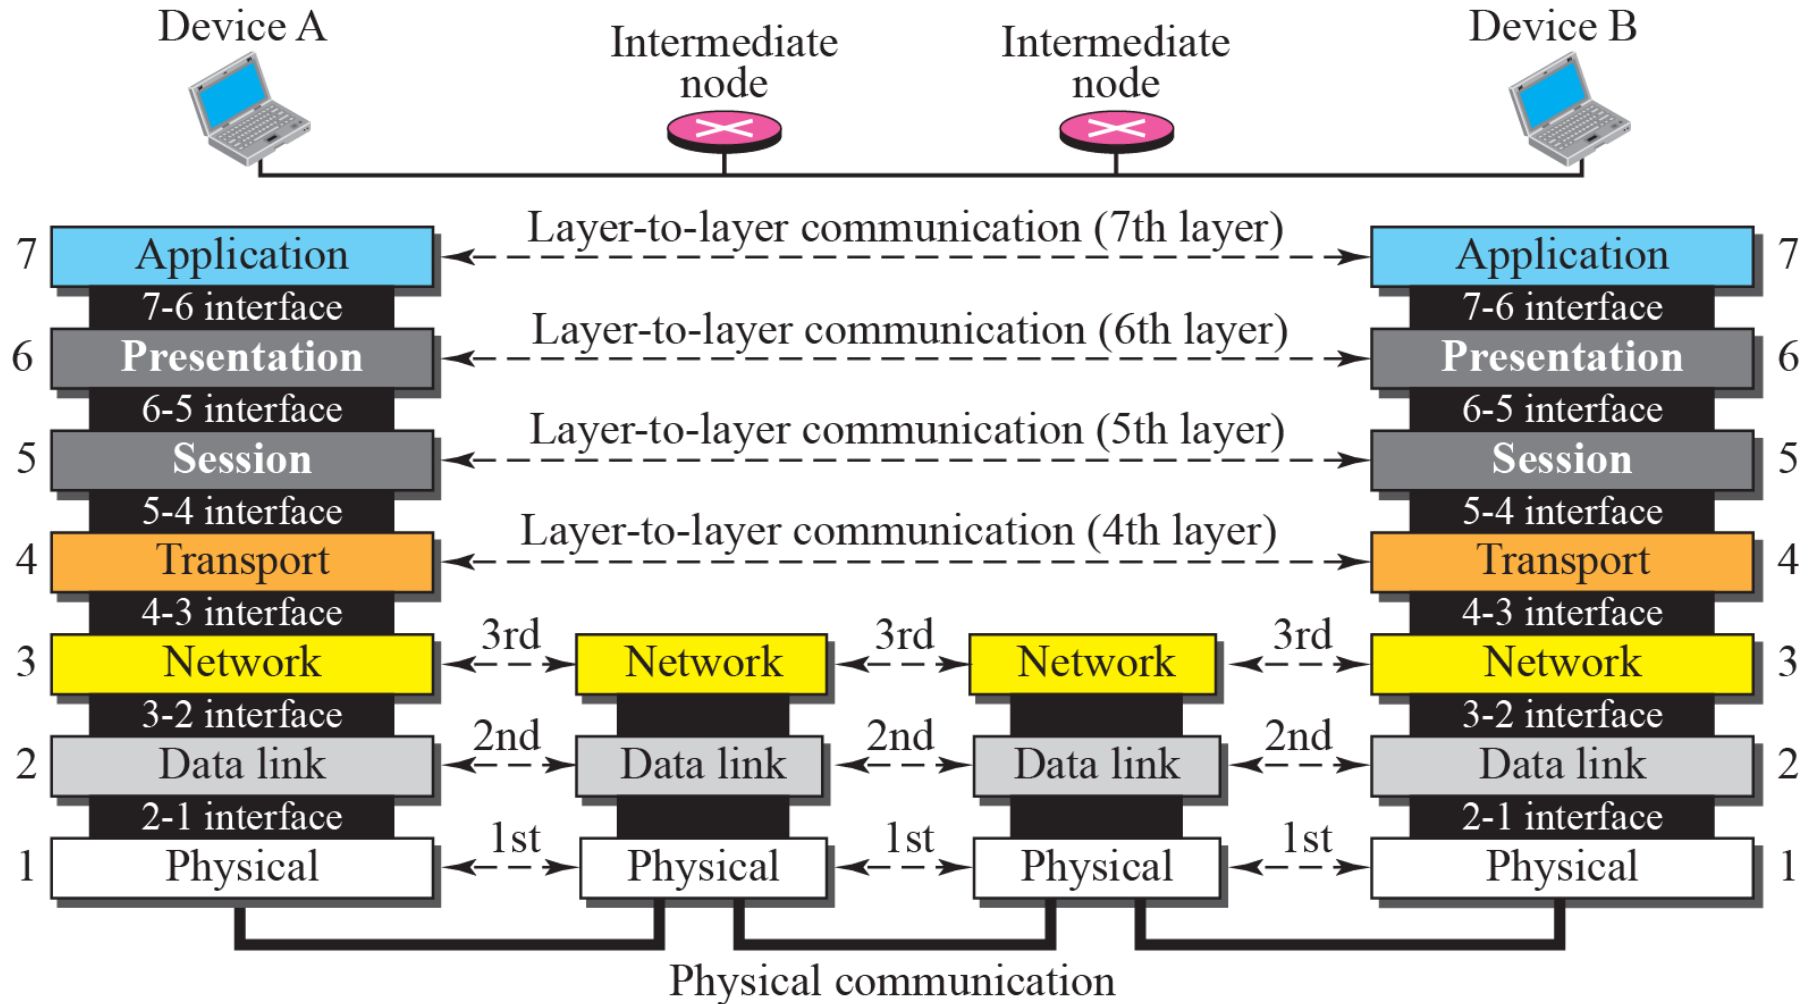 Device A
Intermediate
node
Intermediate
node
Device B
Layer-to-layer communication (7th layer)
7 Application
Application 7
7-6 interface
7-6 interface
Layer-to-layer communication (6th layer)
6 Presentation
Presentation 6
6-5 interface
6-5 interface
Layer-to-layer communication (5th layer)
5 Session
Session 5
5-4 interface
5-4 interface
Layer-to-layer communication (4th layer)
4 Transport
Transport 4
4-3 interface
4-3 interface
3 Network 3rd Network 3rd Network 3rd Network 3
3-2 interface
3-2 interface
2 Data link 2nd Data link 2nd Data link 2nd Data link 2
2-1 interface
2-1 interface
1 Physical 1st Physical 1st Physical 1st Physical 1
Physical communication